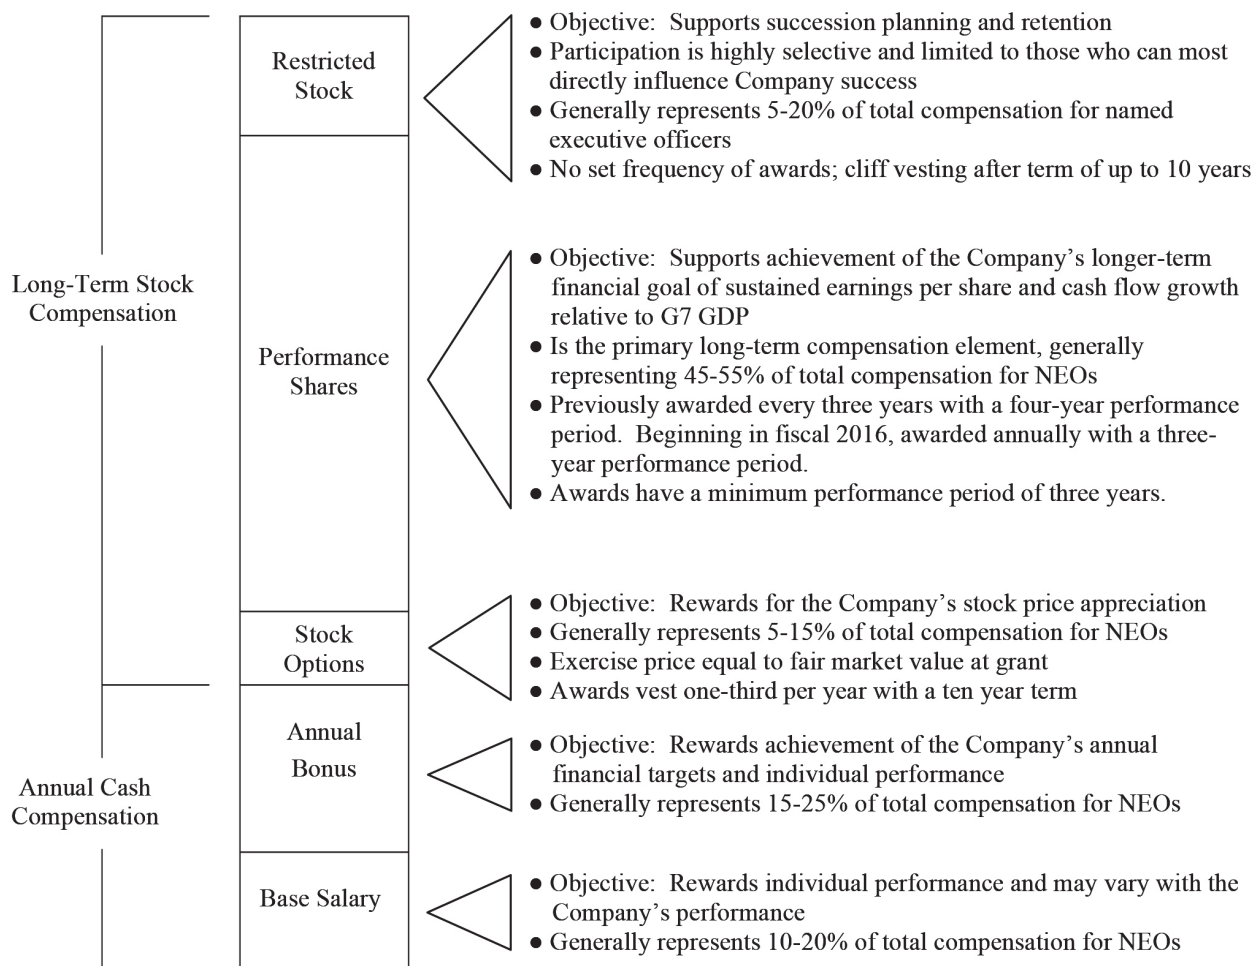 Restricted
Stock
● Objective:  Supports succession planning and retention
● Participation is highly selective and limited to those who can most
directly influence Company success
● Generally represents 5-20% of total compensation for named
executive officers
● No set frequency of awards; cliff vesting after term of up to 10 years
Long-Term Stock
Compensation
Performance
Shares
● Objective:  Supports achievement of the Company’s longer-term
financial goal of sustained earnings per share and cash flow growth
relative to G7 GDP
● Is the primary long-term compensation element, generally
representing 45-55% of total compensation for NEOs
● Previously awarded every three years with a four-year performance
period.  Beginning in fiscal 2016, awarded annually with a three-
year performance period.
● Awards have a minimum performance period of three years.
Stock
Options
● Objective:  Rewards for the Company’s stock price appreciation
● Generally represents 5-15% of total compensation for NEOs
● Exercise price equal to fair market value at grant
● Awards vest one-third per year with a ten year term
Annual Cash
Compensation
Annual
Bonus
● Objective:  Rewards achievement of the Company’s annual
financial targets and individual performance
● Generally represents 15-25% of total compensation for NEOs
Base Salary
● Objective:  Rewards individual performance and may vary with the
Company’s performance
● Generally represents 10-20% of total compensation for NEOs